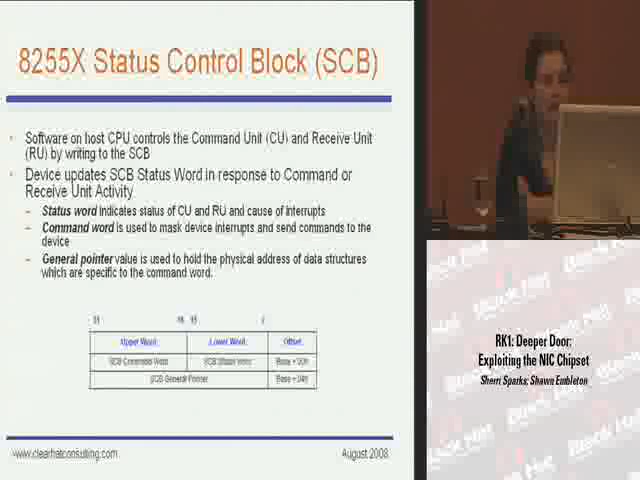 8255X Status Control Block (SCB)
Software on host CPU controls the Command Unit (CU) and Receive Unit
(RU) by writing to the SCB
Device updates SCB Status Word in response to Command or
Receive Unit Activity
– Status word indicates status of CU and RU and cause of interrupts
– Command word is used to mask device interrupts and send commands to the
device
– General pointer value is used to hold the physical address of data structures
which are specific to the command word.
Upper Word Lower Word Offset
SCB Command Word SCB Status Word Base + 00h
SCB General Pointer Base + 04h
www.clearhatconsulting.com August 2008
RK1: Deeper Door:
Exploiting the NIC Chipset
Sherri Sparks; Shawn Embleton